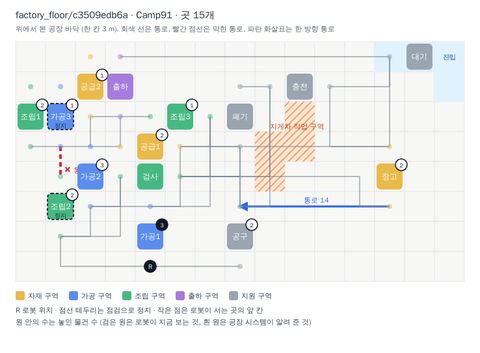 factory_floor/c3509edb6a · Camp91 · 곳 15개
위에서 본 공장 바닥 (한 칸 3 m). 회색 선은 통로, 빨간 점선은 막힌 통로, 파란 화살표는 한 방향 통로
대기
진입
1
공급2
출하
충전
2
조립1
1
가공3
정지
3
조립3
폐기
지게차 작업 구역
2
공급1
3
가공2
검사
2
창고
2
조립2
정지
통로 14
3
가공1
2
공구
R
자재 구역
가공 구역
조립 구역
출하 구역
지원 구역
R 로봇 위치 · 점선 테두리는 점검으로 정지 · 작은 점은 로봇이 서는 곳의 앞 칸
원 안의 수는 놓인 물건 수 (검은 원은 로봇이 지금 보는 것, 흰 원은 공장 시스템이 알려 준 것)